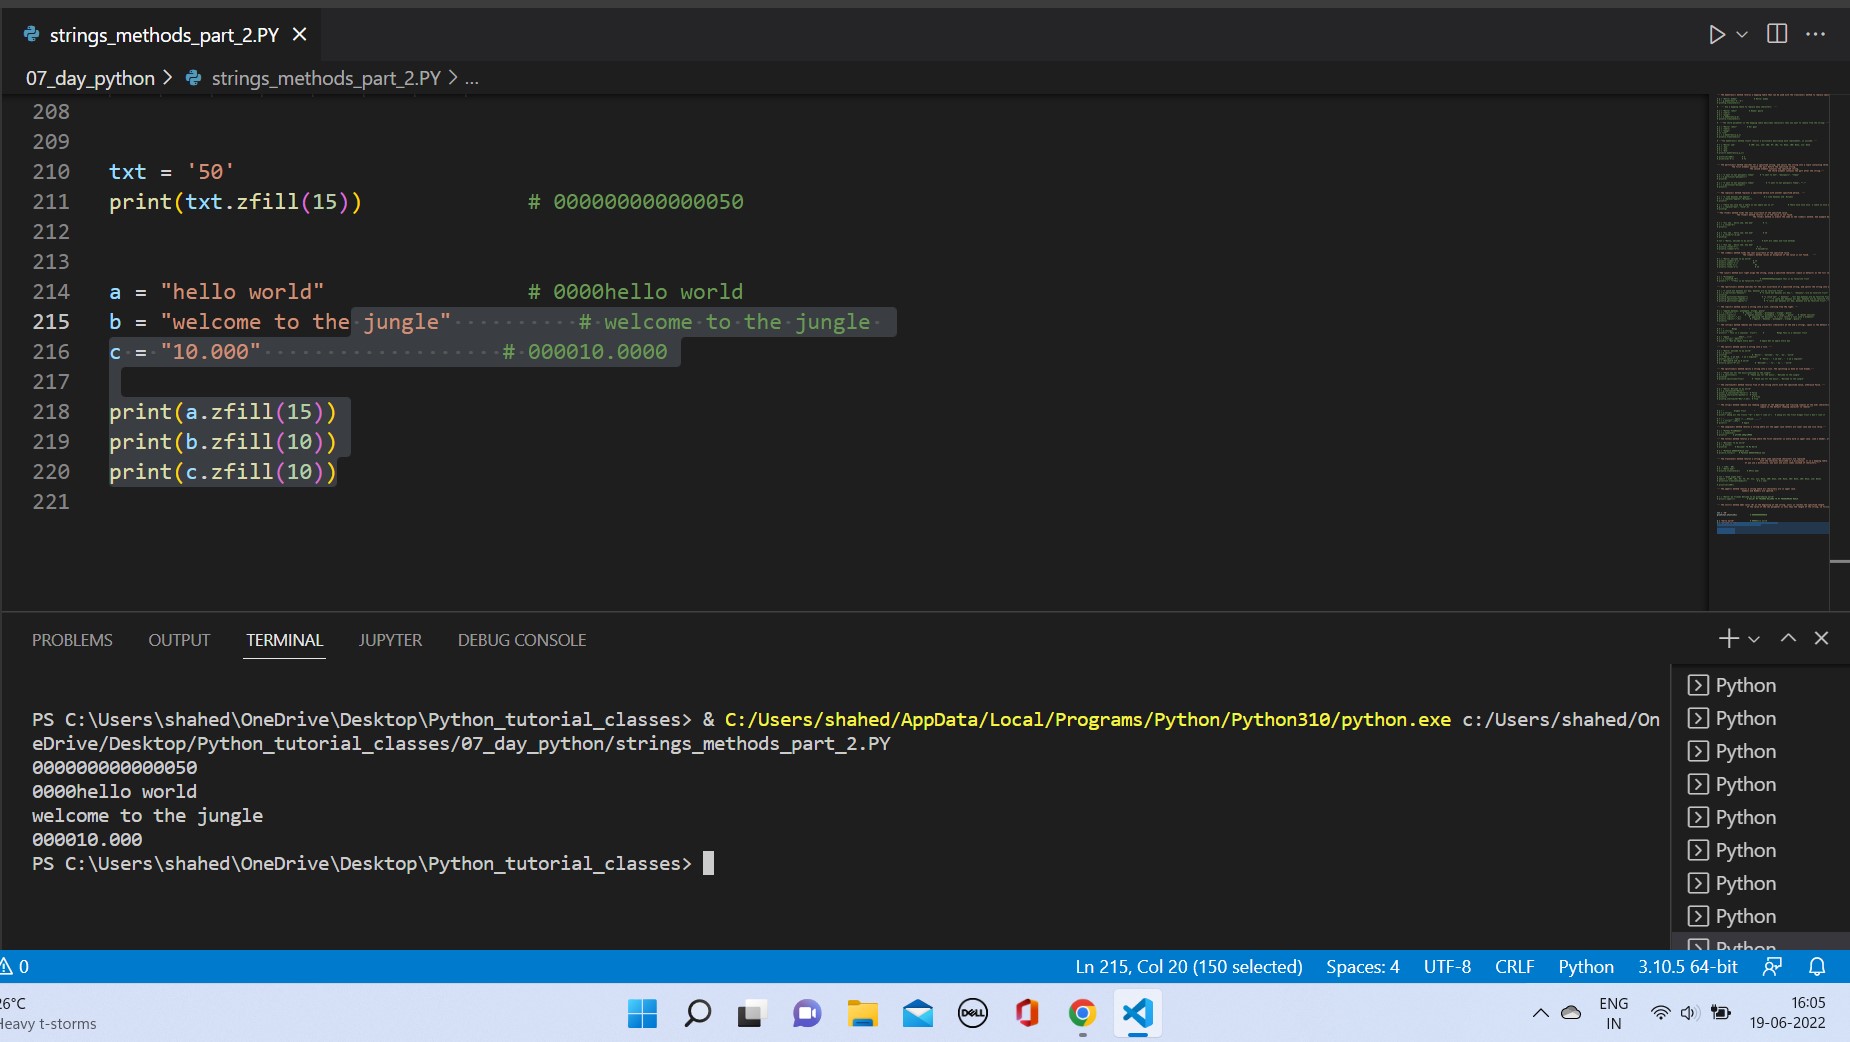 strings_methods_part_2.PY
07_day_python > strings_methods_part_2.PY > ...
208
209
210 txt = '50'
211 print(txt.zfill(15)) # 000000000000050
212
213
214 a = "hello world" # 0000hello world
215 b = "welcome to the jungle" # welcome to the jungle
216 c = "10.000" # 000010.0000
217
218 print(a.zfill(15))
219 print(b.zfill(10))
220 print(c.zfill(10))
221
PROBLEMS OUTPUT TERMINAL JUPYTER DEBUG CONSOLE
PS C:\Users\shahed\OneDrive\Desktop\Python_tutorial_classes> & C:/Users/shahed/AppData/Local/Programs/Python/Python310/python.exe c:/Users/shahed/On
eDrive/Desktop/Python_tutorial_classes/07_day_python/strings_methods_part_2.PY
000000000000050
0000hello world
welcome to the jungle
000010.000
PS C:\Users\shahed\OneDrive\Desktop\Python_tutorial_classes>
Python
Python
Python
Python
Python
Python
Python
Python
Python
0 Ln 215, Col 20 (150 selected) Spaces: 4 UTF-8 CRLF Python 3.10.5 64-bit
26°C
Heavy t-storms
DELL
ENG
IN
16:05
19-06-2022